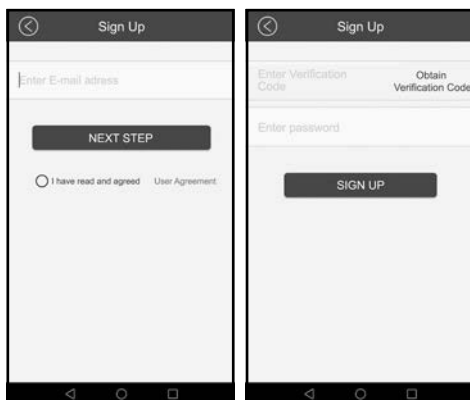 Sign Up
Enter E-mail adress
NEXT STEP
I have read and agreed User Agreement
Sign Up
Enter Verification
Code
Obtain
Verification Code
Enter password
SIGN UP